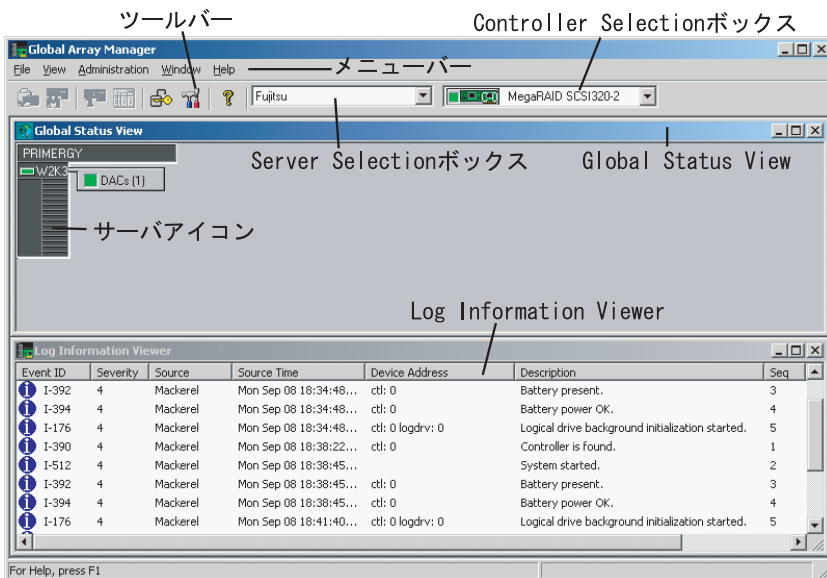 ツールバー
Controller Selectionボックス
Global Array Manager
File View Administration Window Help
メニューバー
Fujitsu
MegaRAID SCSI320-2
Global Status View
PRIMERGY
W2K3
DACs (1)
Server Selectionボックス
Global Status View
サーバアイコン
Log Information Viewer
Log Information Viewer
Event ID Severity Source Source Time Device Address Description Seq
I-392 4 Mackerel Mon Sep 08 18:34:48... ctl: 0 Battery present. 3
I-394 4 Mackerel Mon Sep 08 18:34:48... ctl: 0 Battery power OK. 4
I-176 4 Mackerel Mon Sep 08 18:34:48... ctl: 0 logdrv: 0 Logical drive background initialization started. 5
I-390 4 Mackerel Mon Sep 08 18:38:22... ctl: 0 Controller is found. 1
I-512 4 Mackerel Mon Sep 08 18:38:45... System started. 2
I-392 4 Mackerel Mon Sep 08 18:38:45... ctl: 0 Battery present. 3
I-394 4 Mackerel Mon Sep 08 18:38:45... ctl: 0 Battery power OK. 4
I-176 4 Mackerel Mon Sep 08 18:41:40... ctl: 0 logdrv: 0 Logical drive background initialization started. 5
For Help, press F1